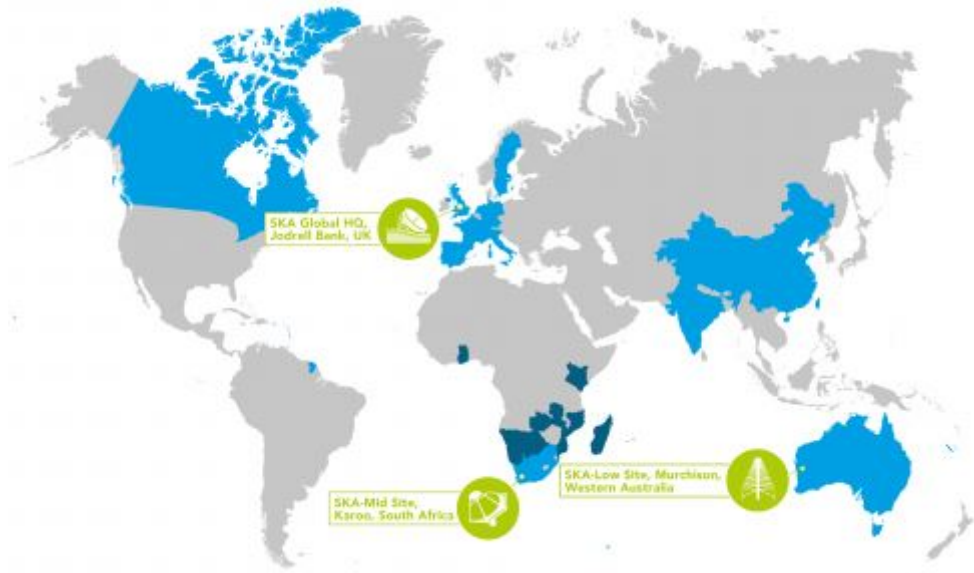 SKA Global HQ,
Jodrell Bank, UK
SKA-Low Site, Murchison,
Western Australia
SKA-Mid Site,
Karoo, South Africa